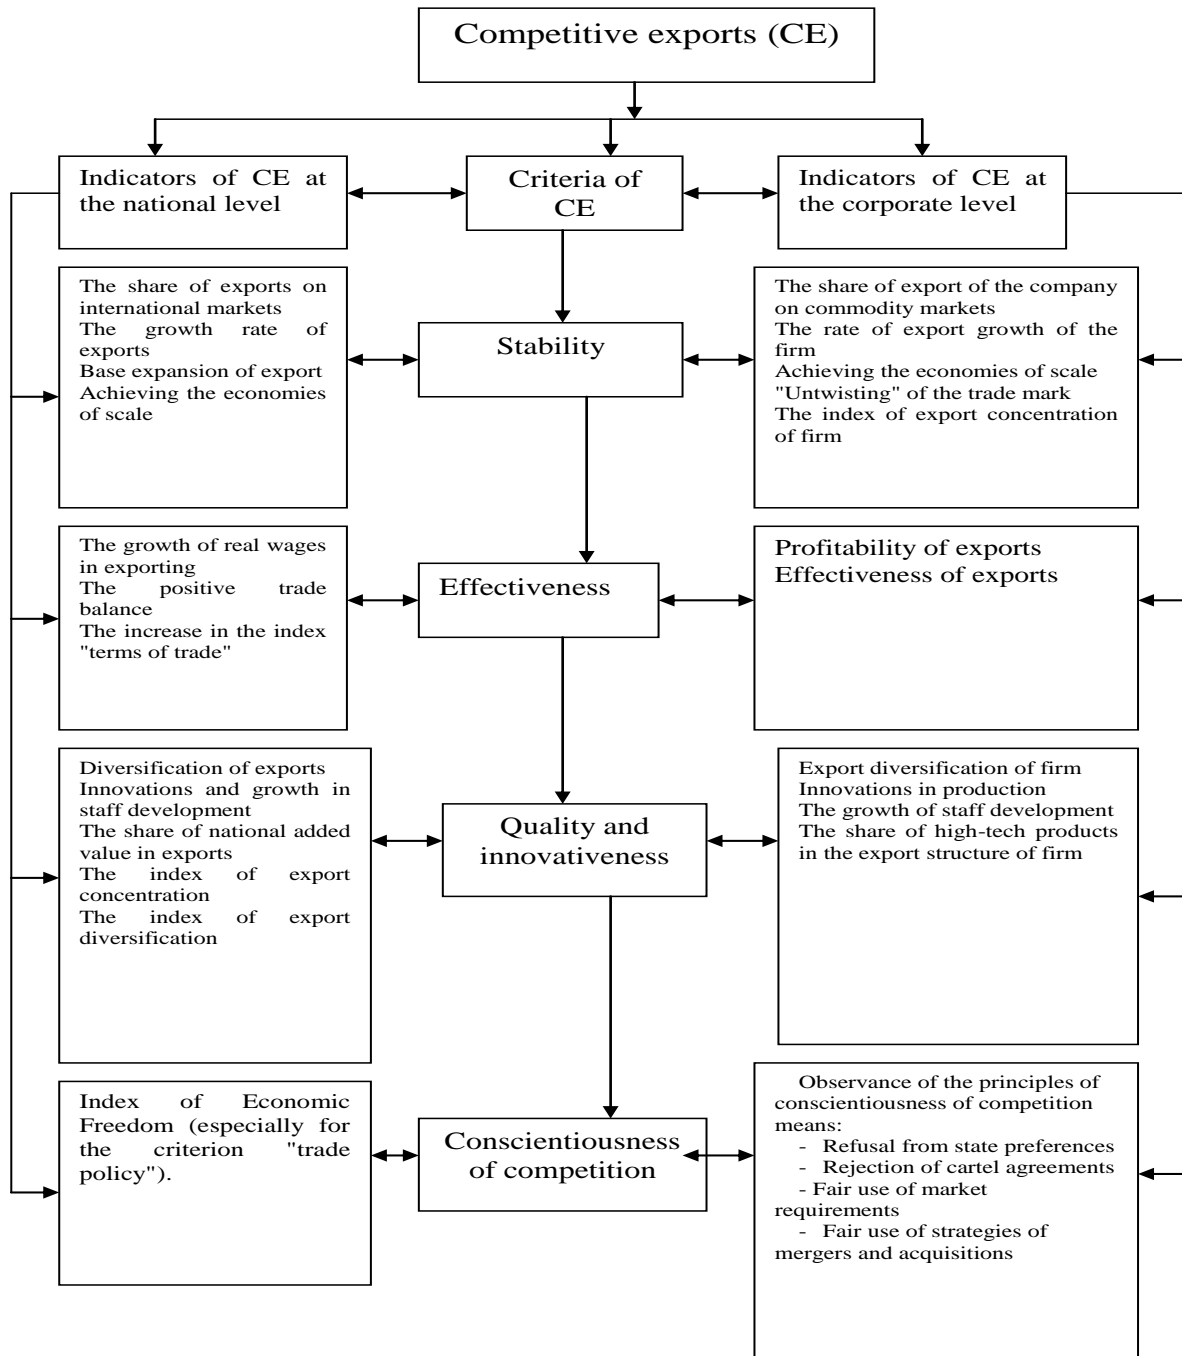 Competitive exports (CE)
Indicators of CE at
the national level
Criteria of
CE
Indicators of CE at
the corporate level
The share of exports on
international markets
The growth rate of
exports
Base expansion of export
Achieving the economies
of scale
Stability
The share of export of the company
on commodity markets
The rate of export growth of the
firm
Achieving the economies of scale
"Untwisting" of the trade mark
The index of export concentration
of firm
The growth of real wages
in exporting
The positive trade
balance
The increase in the index
"terms of trade"
Effectiveness
Profitability of exports
Effectiveness of exports
Diversification of exports
Innovations and growth in
staff development
The share of national added
value in exports
The index of export
concentration
The index of export
diversification
Quality and
innovativeness
Export diversification of firm
Innovations in production
The growth of staff development
The share of high-tech products
in the export structure of firm
Index of Economic
Freedom (especially for
the criterion "trade
policy").
Conscientiousness
of competition
Observance of the principles of
conscientiousness of competition
means:
- Refusal from state preferences
- Rejection of cartel agreements
- Fair use of market
requirements
- Fair use of strategies of
mergers and acquisitions